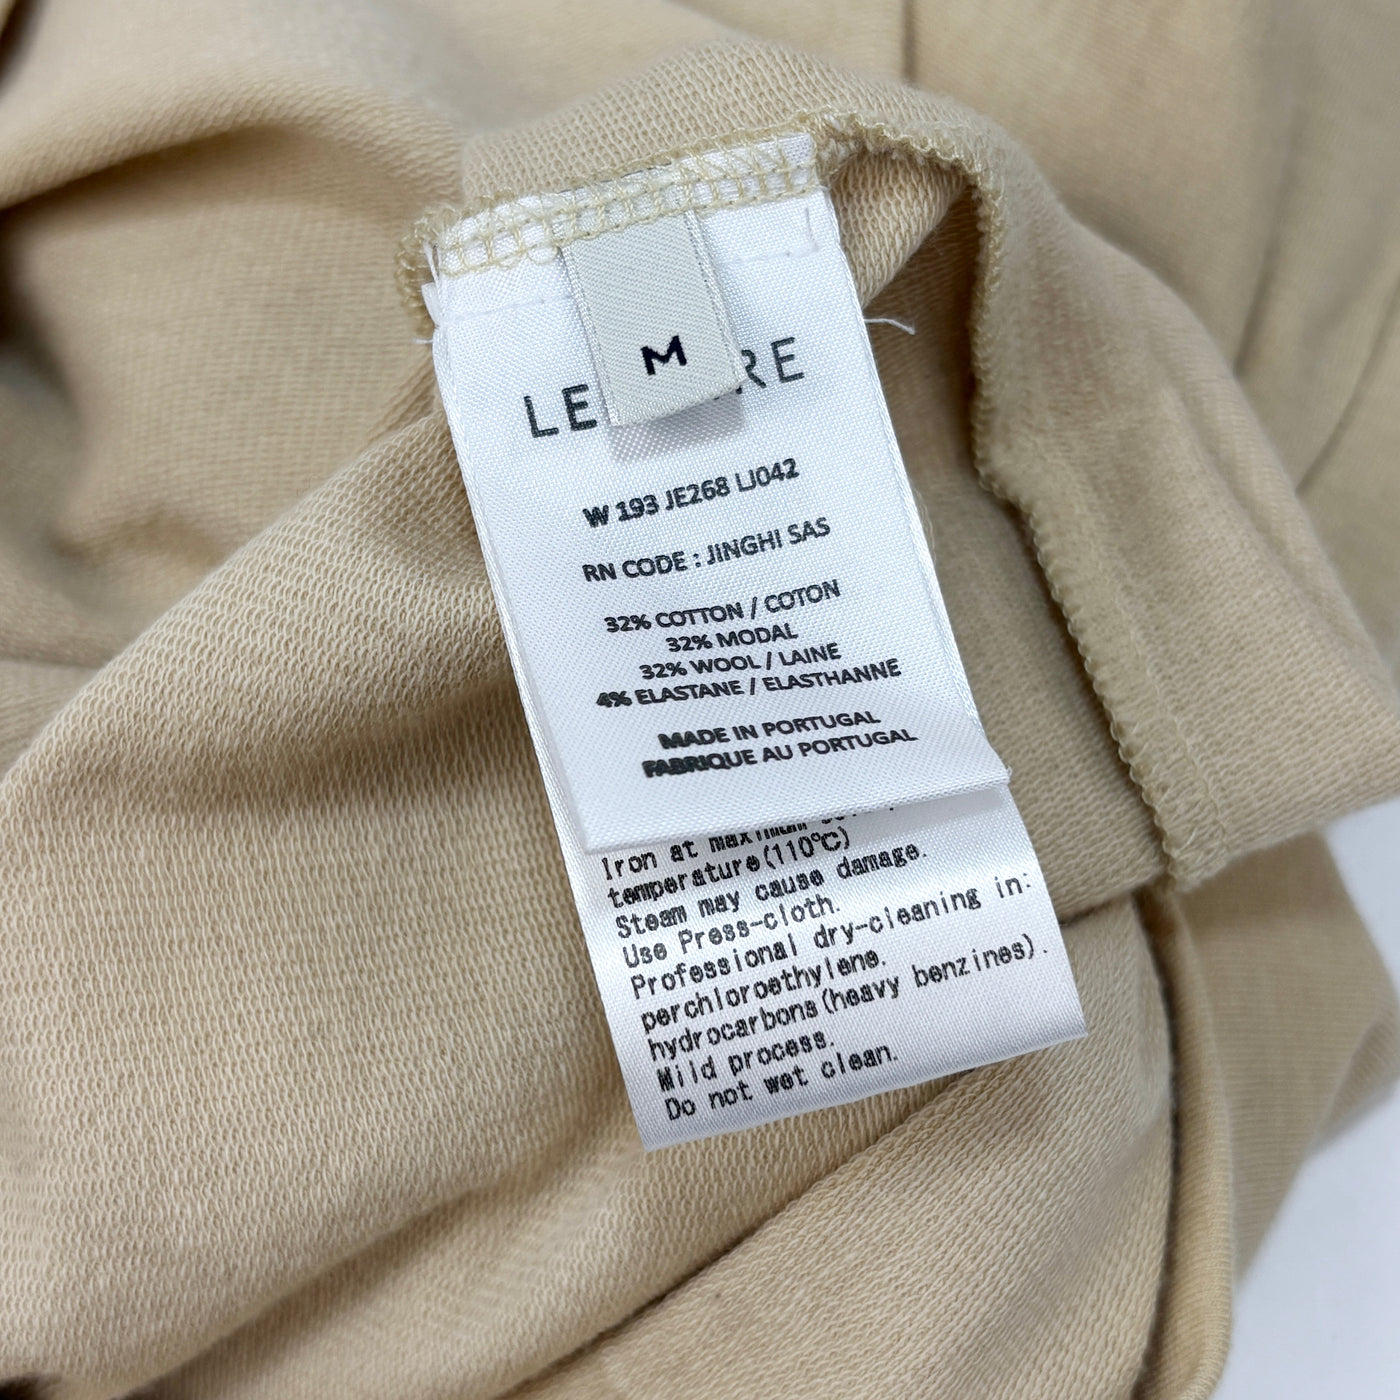 M
LE RE
W 193 JE268 LJ042
RN CODE : JINGHI SAS
32% COTTON / COTON
32% MODAL
32% WOOL / LAINE
4% ELASTANE / ELASTHANNE
MADE IN PORTUGAL
FABRIQUE AU PORTUGAL
Iron at maximum
temperature(110℃)
Steam may cause damage.
Use Press-cloth.
Professional dry-cleaning in:
perchloroethylene.
hydrocarbons(heavy benzines).
Mild process.
Do not wet clean.